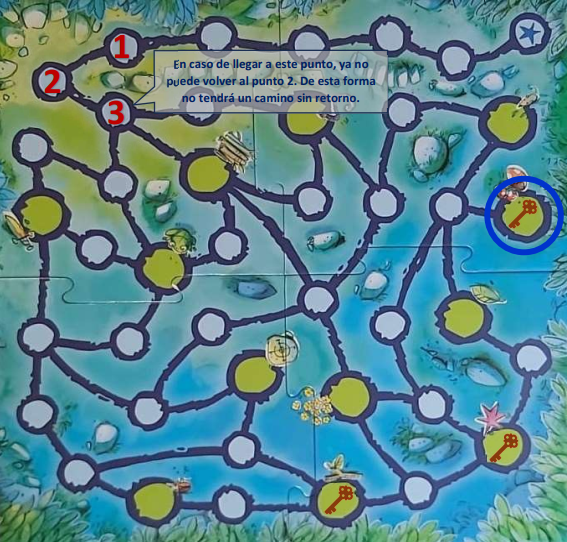 1
2
3
En caso de llegar a este punto, ya no
puede volver al punto 2. De esta forma
no tendrá un camino sin retorno.